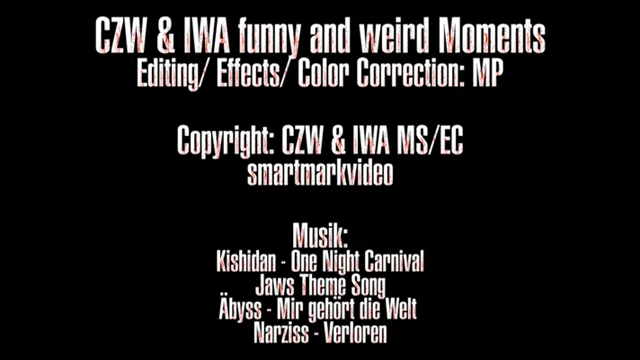 CZW & IWA funny and weird Moments
Editing/ Effects/ Color Correction: MP
Copyright: CZW & IWA MS/EC
smartmarkvideo
Musik:
Kishidan - One Night Carnival
Jaws Theme Song
Äbyss - Mir gehört die Welt
Narziss - Verloren